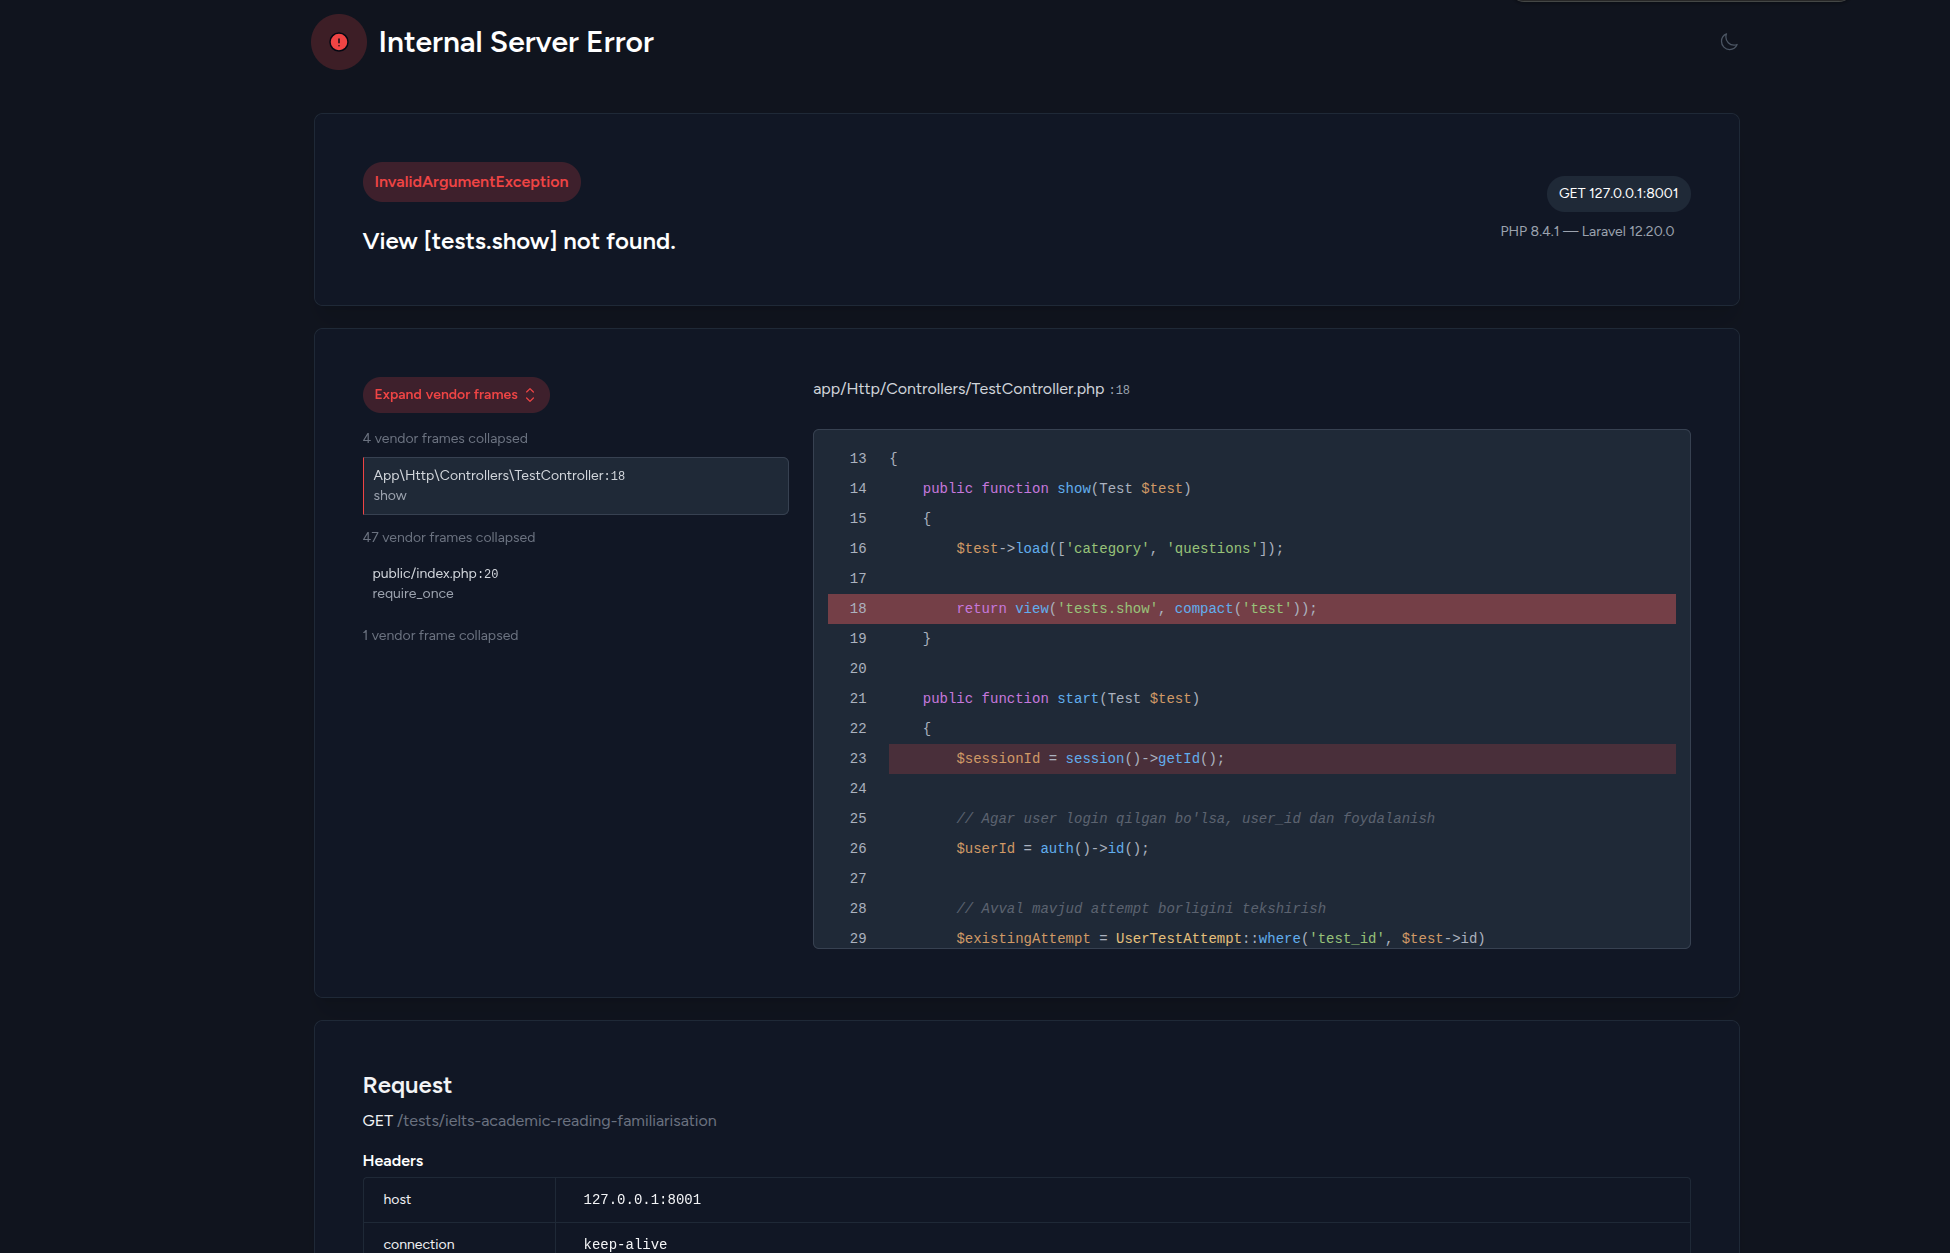 Internal Server Error
InvalidArgumentException
GET 127.0.0.1:8001
View [tests.show] not found.
PHP 8.4.1 — Laravel 12.20.0
Expand vendor frames
4 vendor frames collapsed
App\Http\Controllers\TestController:18
show
47 vendor frames collapsed
public/index.php:20
require_once
1 vendor frame collapsed
app/Http/Controllers/TestController.php :18
13 {
14     public function show(Test $test)
15     {
16         $test->load(['category', 'questions']);
17
18         return view('tests.show', compact('test'));
19     }
20
21     public function start(Test $test)
22     {
23         $sessionId = session()->getId();
24
25         // Agar user login qilgan bo'lsa, user_id dan foydalanish
26         $userId = auth()->id();
27
28         // Avval mavjud attempt borligini tekshirish
29         $existingAttempt = UserTestAttempt::where('test_id', $test->id)
Request
GET /tests/ielts-academic-reading-familiarisation
Headers
host 127.0.0.1:8001
connection keep-alive